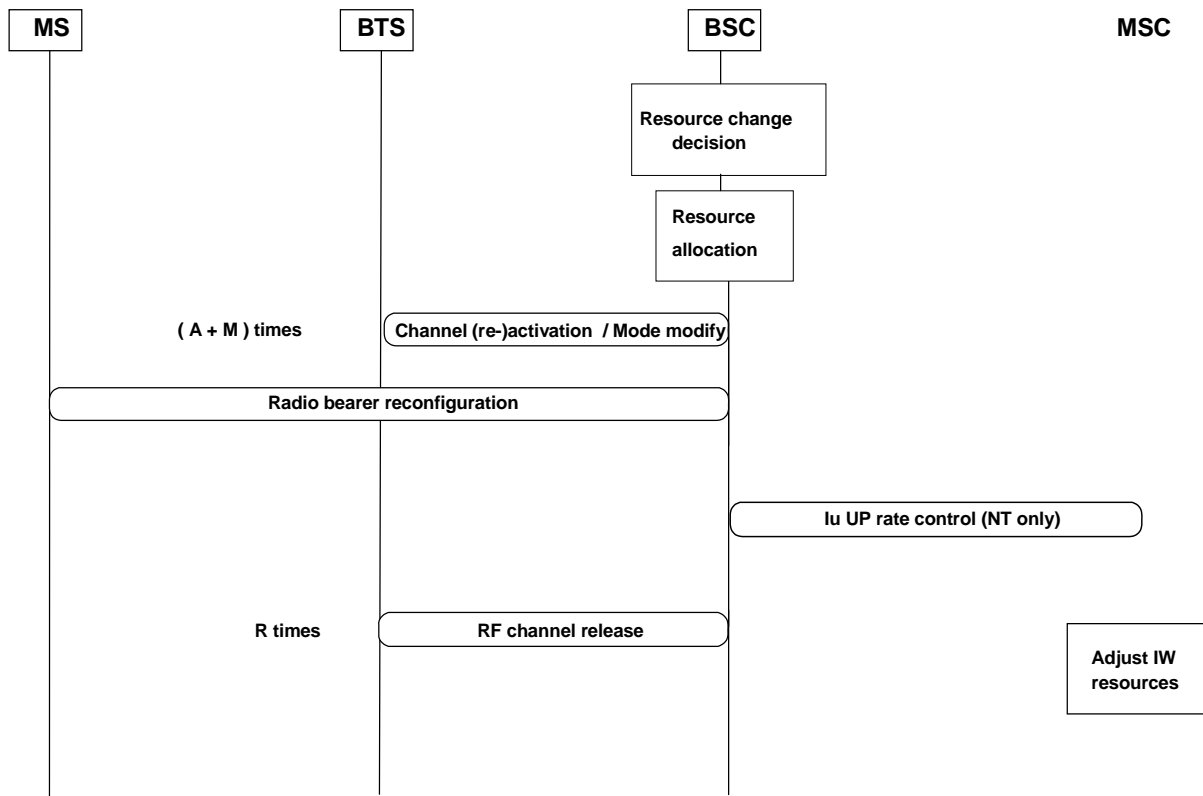 MS
BTS
BSC
MSC
Resource change
decision
Resource
allocation
( A + M ) times
Channel (re-)activation / Mode modify
Radio bearer reconfiguration
Iu UP rate control (NT only)
R times
RF channel release
Adjust IW
resources